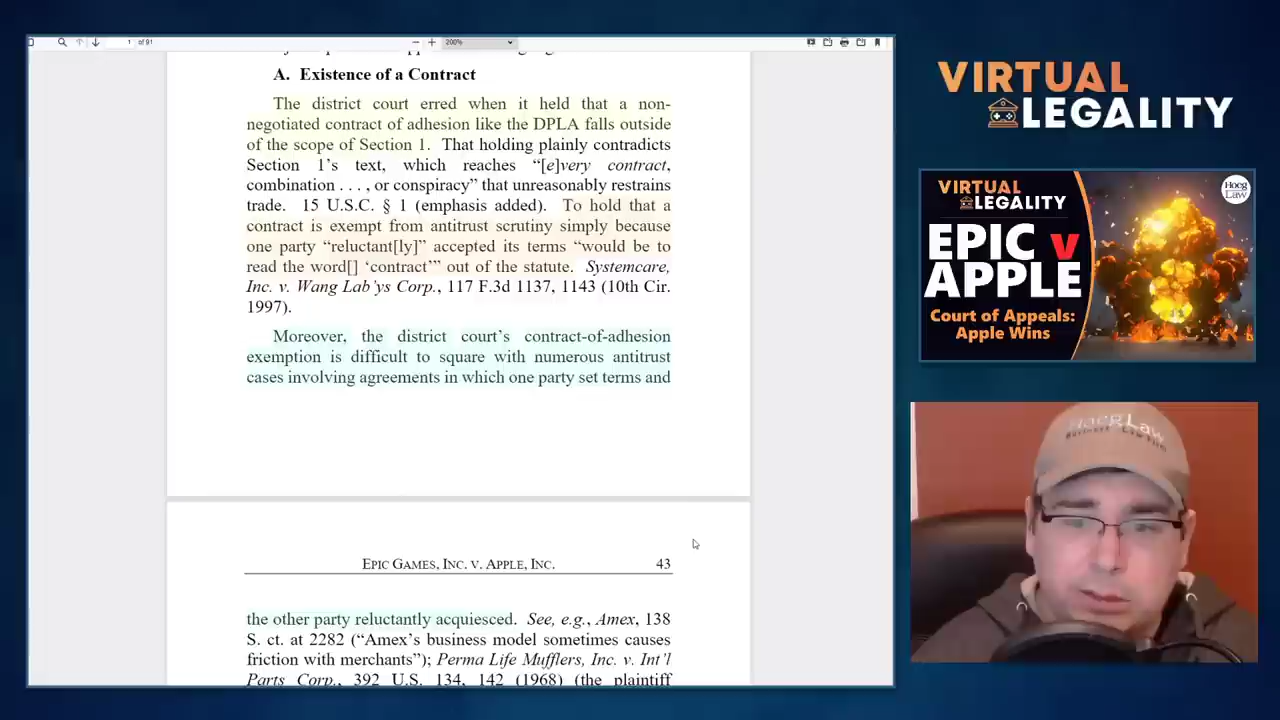 1 of 91
200%
A. Existence of a Contract
The district court erred when it held that a non-
negotiated contract of adhesion like the DPLA falls outside
of the scope of Section 1. That holding plainly contradicts
Section 1’s text, which reaches “[e]very contract,
combination . . . , or conspiracy” that unreasonably restrains
trade. 15 U.S.C. § 1 (emphasis added). To hold that a
contract is exempt from antitrust scrutiny simply because
one party “reluctant[ly]” accepted its terms “would be to
read the word[] ‘contract’” out of the statute. Systemcare,
Inc. v. Wang Lab’ys Corp., 117 F.3d 1137, 1143 (10th Cir.
1997).
Moreover, the district court’s contract-of-adhesion
exemption is difficult to square with numerous antitrust
cases involving agreements in which one party set terms and
EPIC GAMES, INC. V. APPLE, INC. 43
the other party reluctantly acquiesced. See, e.g., Amex, 138
S. ct. at 2282 (“Amex’s business model sometimes causes
friction with merchants”); Perma Life Mufflers, Inc. v. Int’l
Parts Corp., 392 U.S. 134, 142 (1968) (the plaintiff
VIRTUAL
LEGALITY
VIRTUAL
LEGALITY
Hoeg
Law
EPIC v
APPLE
Court of Appeals:
Apple Wins
Hoeg Law